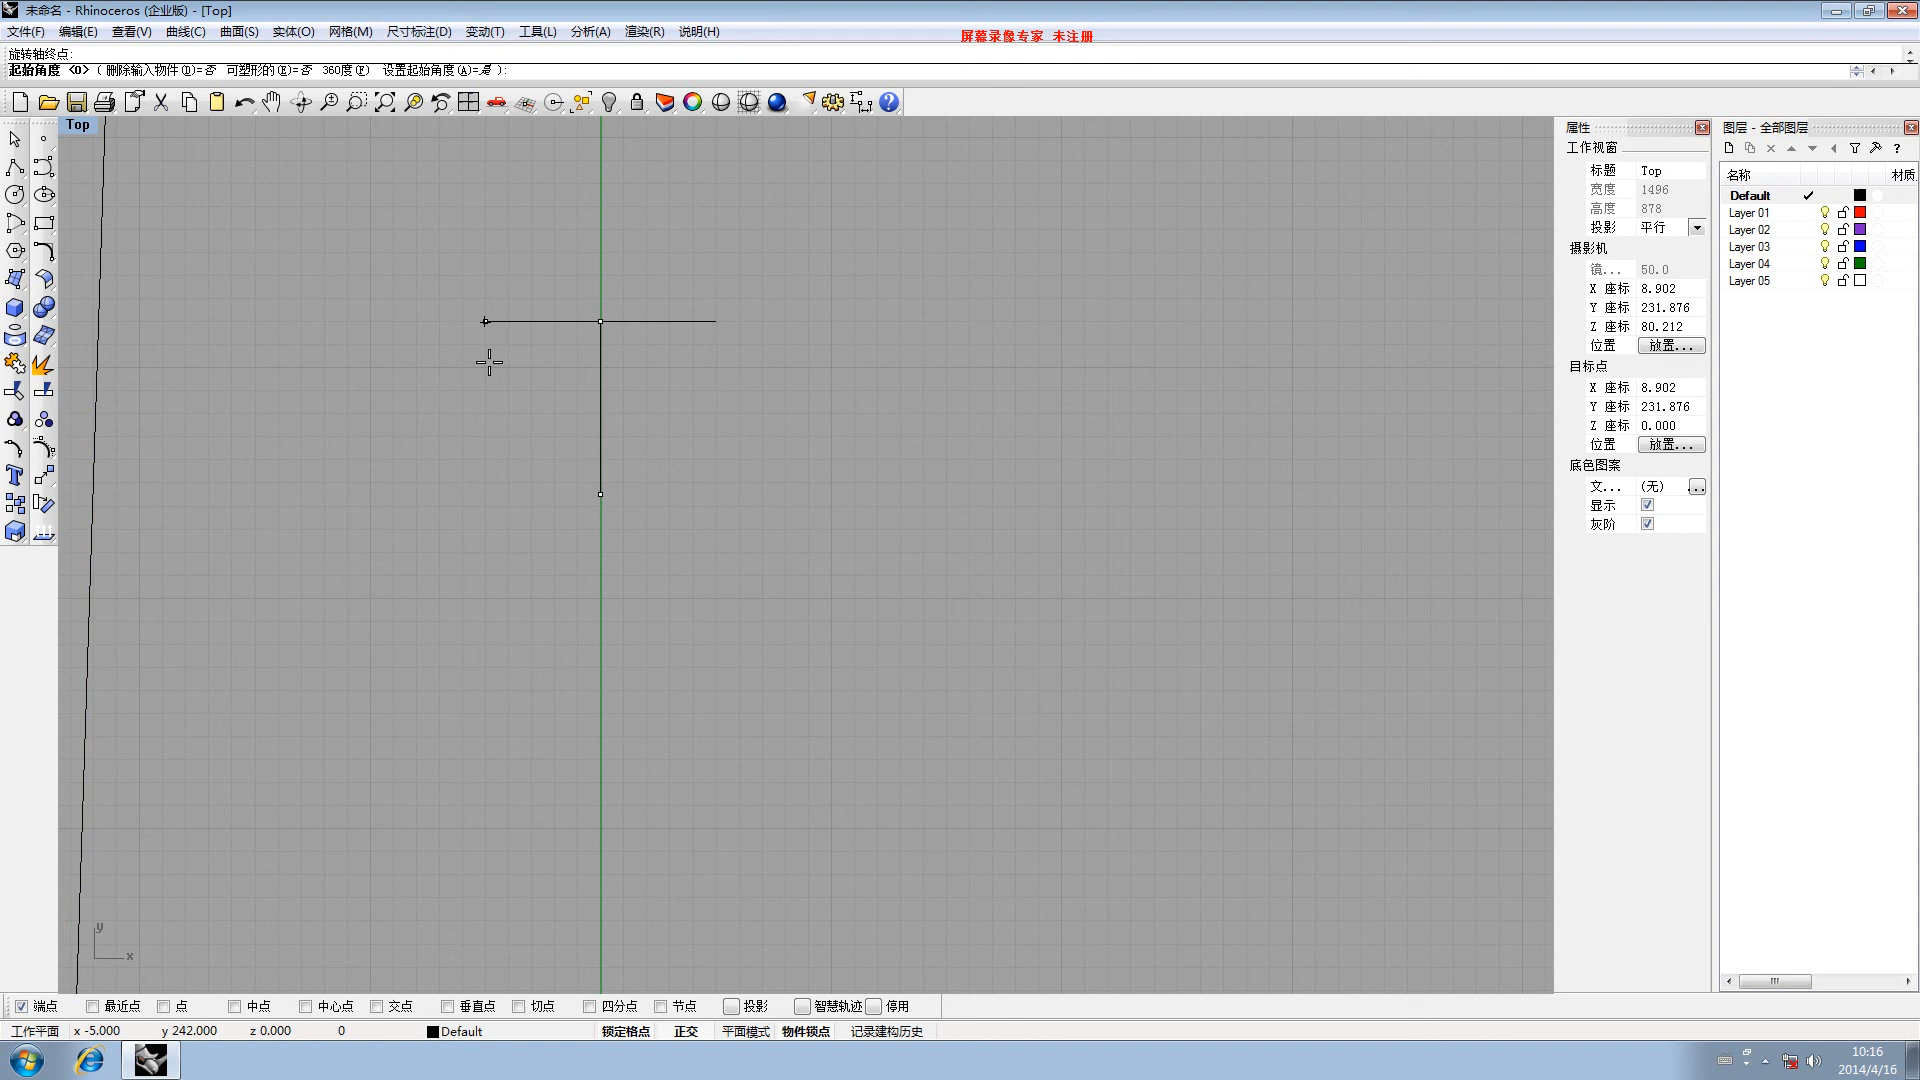 未命名 - Rhinoceros (企业版) - [Top]
文件(F) 编辑(E) 查看(V) 曲线(C) 曲面(S) 实体(O) 网格(M) 尺寸标注(D) 变动(T) 工具(L) 分析(A) 渲染(R) 说明(H)
屏幕录像专家 未注册
旋转轴终点:
起始角度 <0> ( 删除输入物件(D)=否 可塑形的(E)=否 360度(F) 设置起始角度(A)=是 ):
Top
属性
工作视窗
标题 Top
宽度 1496
高度 878
投影 平行
摄影机
镜... 50.0
X 座标 8.902
Y 座标 231.876
Z 座标 80.212
位置 放置...
目标点
X 座标 8.902
Y 座标 231.876
Z 座标 0.000
位置 放置...
底色图案
文... (无) ...
显示
灰阶
图层 - 全部图层
名称 材质
Default
Layer 01
Layer 02
Layer 03
Layer 04
Layer 05
y
x
端点 最近点 点 中点 中心点 交点 垂直点 切点 四分点 节点 投影 智慧轨迹 停用
工作平面 x -5.000 y 242.000 z 0.000 0 Default 锁定格点 正交 平面模式 物件锁点 记录建构历史
10:16
2014/4/16